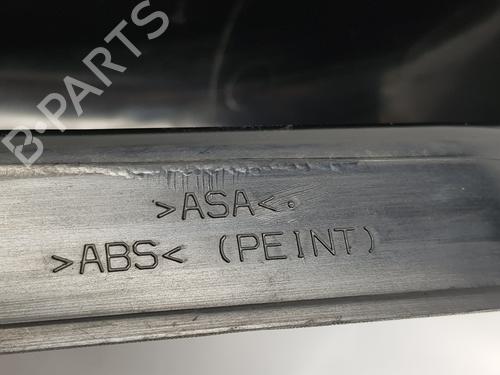 B-PARTS
>ASA<.
>ABS< (PEINT)